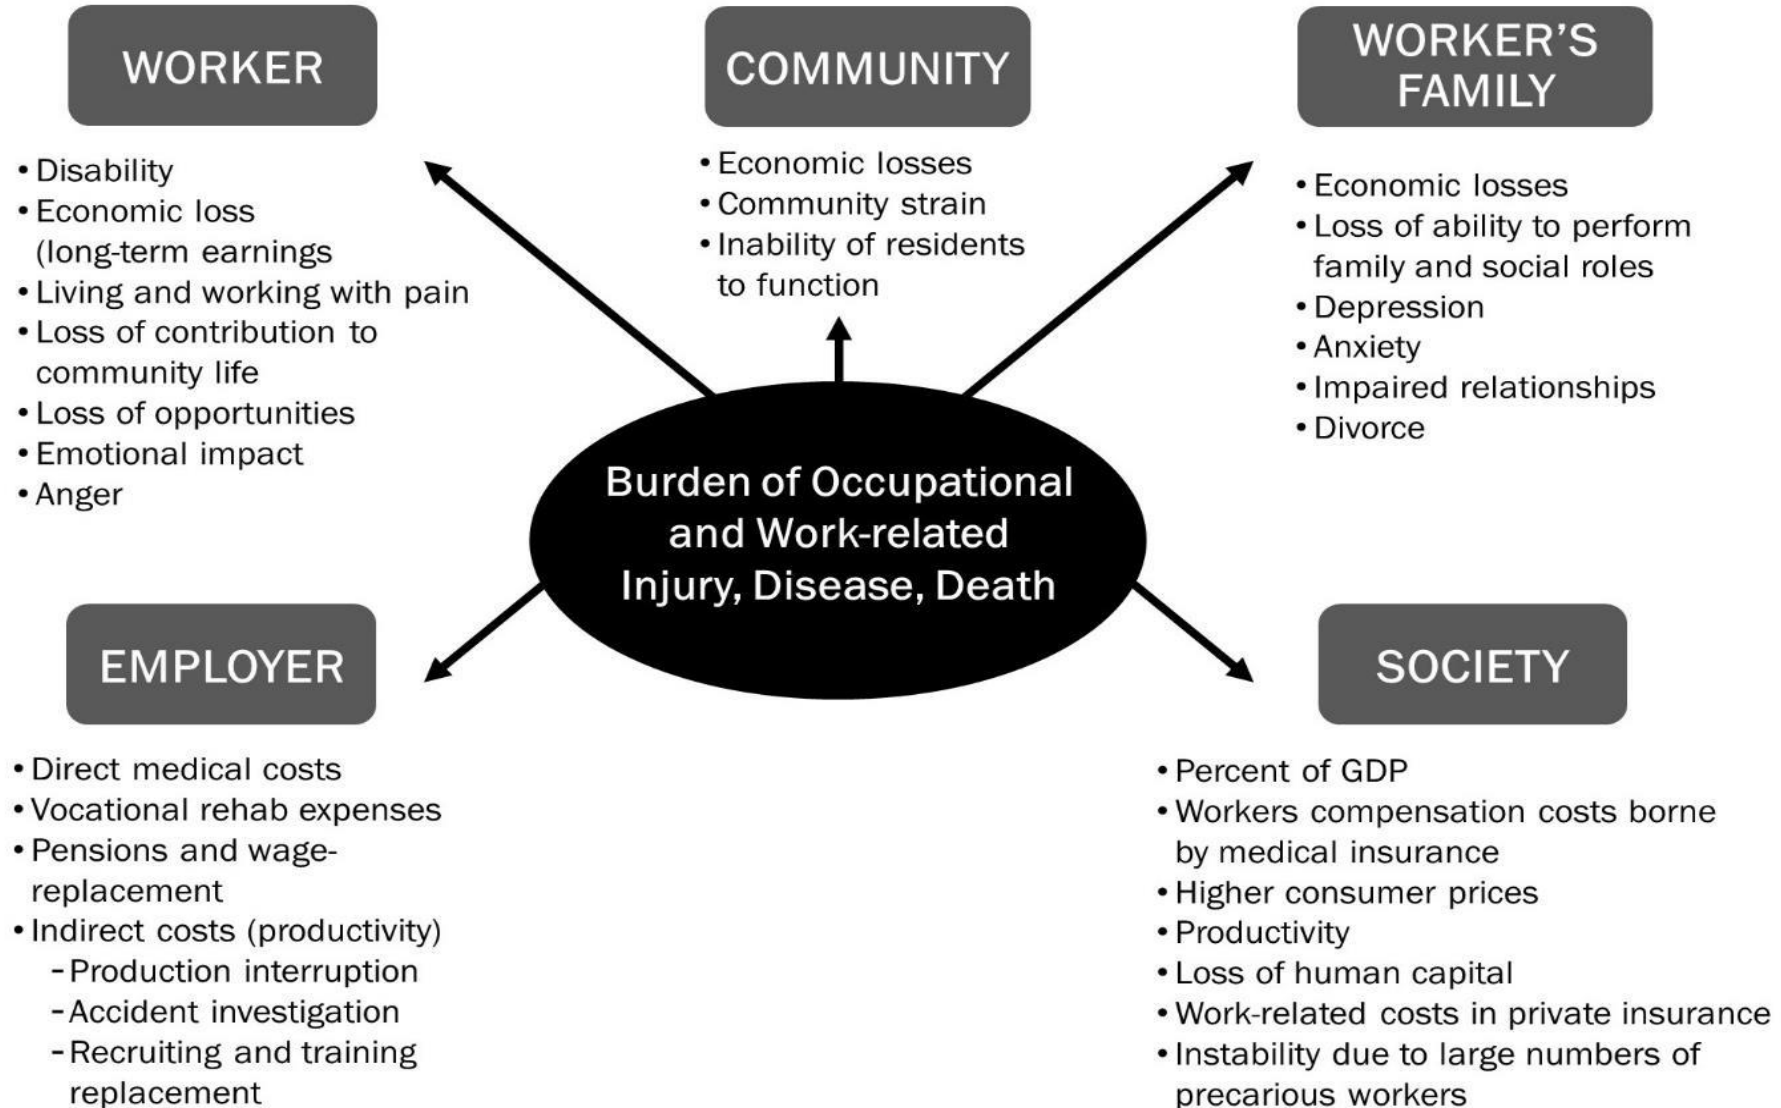 WORKER
• Disability
• Economic loss
(long-term earnings
• Living and working with pain
• Loss of contribution to
community life
• Loss of opportunities
• Emotional impact
• Anger
COMMUNITY
• Economic losses
• Community strain
• Inability of residents
to function
WORKER'S
FAMILY
• Economic losses
• Loss of ability to perform
family and social roles
• Depression
• Anxiety
• Impaired relationships
• Divorce
Burden of Occupational
and Work-related
Injury, Disease, Death
EMPLOYER
• Direct medical costs
• Vocational rehab expenses
• Pensions and wage-
replacement
• Indirect costs (productivity)
- Production interruption
- Accident investigation
- Recruiting and training
replacement
SOCIETY
• Percent of GDP
• Workers compensation costs borne
by medical insurance
• Higher consumer prices
• Productivity
• Loss of human capital
• Work-related costs in private insurance
• Instability due to large numbers of
precarious workers